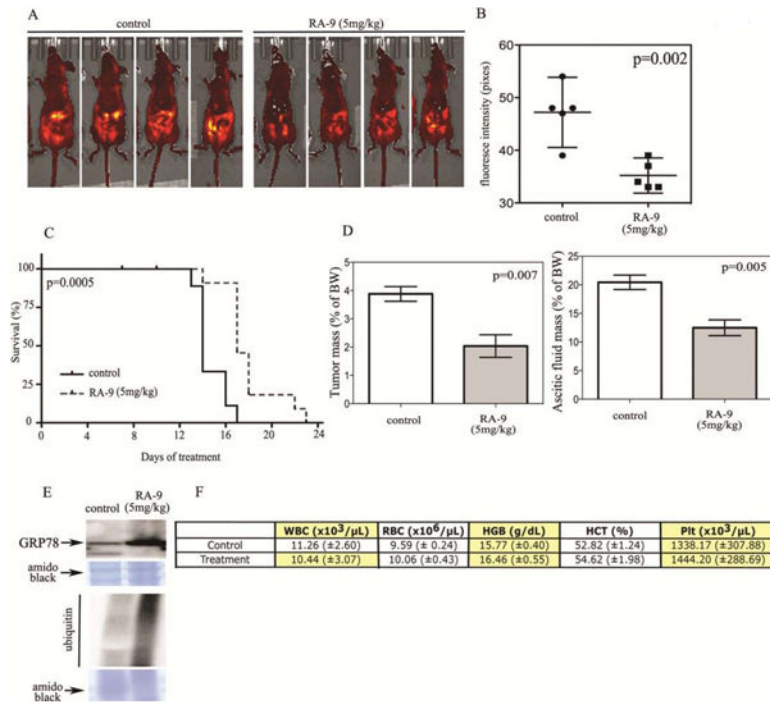 A
control
RA-9 (5mg/kg)
B
p=0.002
fluoresce intensity (pixes)
60
50
40
30
control
RA-9
(5mg/kg)
C
p=0.0005
Survival (%)
100
75
50
25
0
control
RA-9 (5mg/kg)
0 4 8 12 16 20 24
Days of treatment
D
p=0.007
Tumor mass (% of BW)
6
4
2
0
control
RA-9
(5mg/kg)
p=0.005
Ascitic fluid mass (% of BW)
25
20
15
10
5
0
control
RA-9
(5mg/kg)
E
control
RA-9
(5mg/kg)
GRP78
amido
black
ubiquitin
amido
black
F
WBC (x10³/µL) RBC (x10⁶/µL) HGB (g/dL) HCT (%) Plt (x10³/µL)
Control 11.26 (±2.60) 9.59 (± 0.24) 15.77 (±0.40) 52.82 (±1.24) 1338.17 (±307.88)
Treatment 10.44 (±3.07) 10.06 (±0.43) 16.46 (±0.55) 54.62 (±1.98) 1444.20 (±288.69)